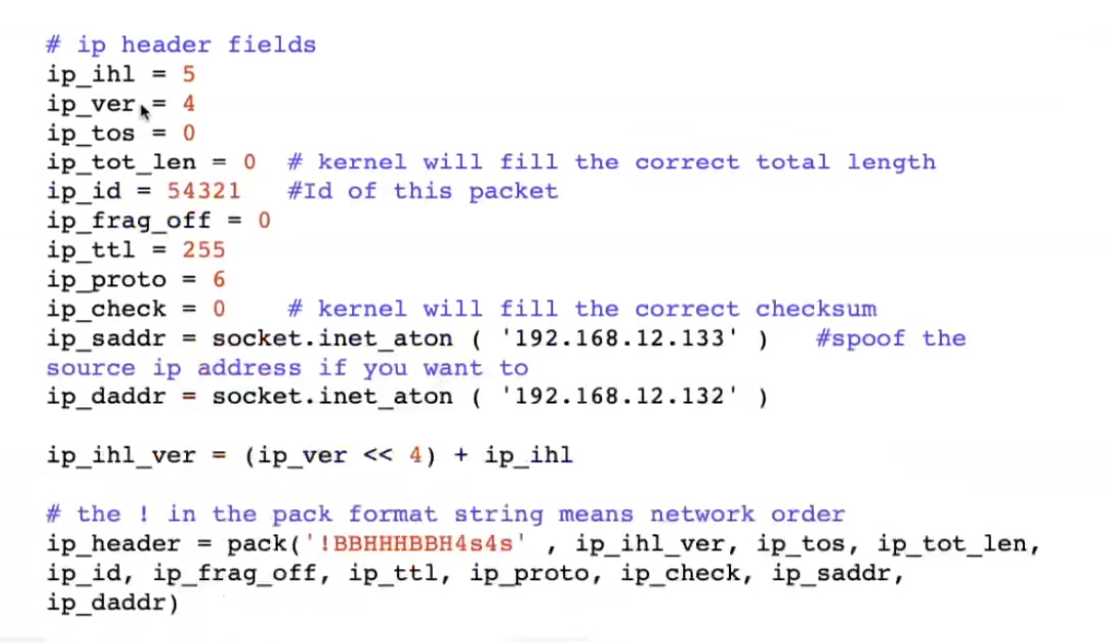 # ip header fields
ip_ihl = 5
ip_ver = 4
ip_tos = 0
ip_tot_len = 0  # kernel will fill the correct total length
ip_id = 54321   #Id of this packet
ip_frag_off = 0
ip_ttl = 255
ip_proto = 6
ip_check = 0    # kernel will fill the correct checksum
ip_saddr = socket.inet_aton ( '192.168.12.133' )   #spoof the
source ip address if you want to
ip_daddr = socket.inet_aton ( '192.168.12.132' )

ip_ihl_ver = (ip_ver << 4) + ip_ihl

# the ! in the pack format string means network order
ip_header = pack('!BBHHHBBH4s4s' , ip_ihl_ver, ip_tos, ip_tot_len,
ip_id, ip_frag_off, ip_ttl, ip_proto, ip_check, ip_saddr,
ip_daddr)